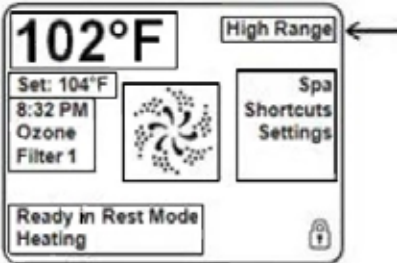 102°F
High Range
Set: 104°F
8:32 PM
Ozone
Filter 1
Spa
Shortcuts
Settings
Ready in Rest Mode
Heating